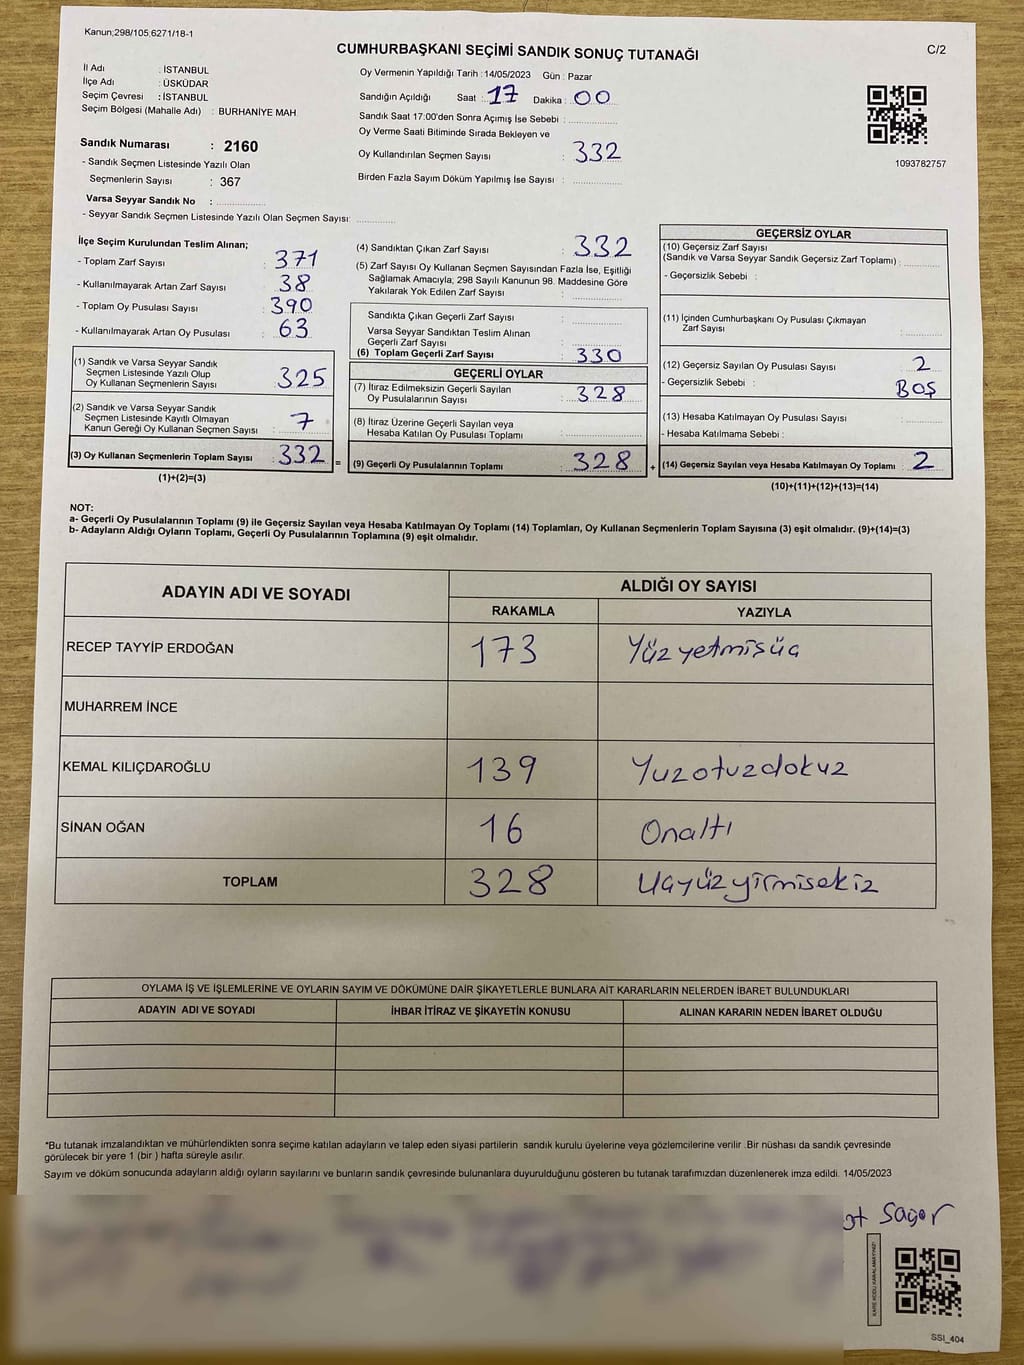 Kanun;298/105,6271/18-1
C/2
CUMHURBAŞKANI SEÇİMİ SANDIK SONUÇ TUTANAĞI
İl Adı : İSTANBUL
İlçe Adı : ÜSKÜDAR
Seçim Çevresi : İSTANBUL
Seçim Bölgesi (Mahalle Adı) : BURHANİYE MAH
Sandık Numarası : 2160
- Sandık Seçmen Listesinde Yazılı Olan
Seçmenlerin Sayısı : 367
Varsa Seyyar Sandık No :
- Seyyar Sandık Seçmen Listesinde Yazılı Olan Seçmen Sayısı:
Oy Vermenin Yapıldığı Tarih : 14/05/2023 Gün : Pazar
Sandığın Açıldığı Saat : 17 Dakika : 00
Sandık Saat 17:00'den Sonra Açımış İse Sebebi :
Oy Verme Saati Bitiminde Sırada Bekleyen ve
Oy Kullandırılan Seçmen Sayısı : 332
Birden Fazla Sayım Döküm Yapılmış İse Sayısı :
1093782757
İlçe Seçim Kurulundan Teslim Alınan;
- Toplam Zarf Sayısı : 371
- Kullanılmayarak Artan Zarf Sayısı : 38
- Toplam Oy Pusulası Sayısı : 390
- Kullanılmayarak Artan Oy Pusulası : 63
(1) Sandık ve Varsa Seyyar Sandık
Seçmen Listesinde Yazılı Olup
Oy Kullanan Seçmenlerin Sayısı : 325
(2) Sandık ve Varsa Seyyar Sandık
Seçmen Listesinde Kayıtlı Olmayan
Kanun Gereği Oy Kullanan Seçmen Sayısı : 7
(3) Oy Kullanan Seçmenlerin Toplam Sayısı : 332 =
(1)+(2)=(3)
(4) Sandıktan Çıkan Zarf Sayısı : 332
(5) Zarf Sayısı Oy Kullanan Seçmen Sayısından Fazla İse, Eşitliği
Sağlamak Amacıyla, 298 Sayılı Kanunun 98. Maddesine Göre
Yakılarak Yok Edilen Zarf Sayısı :
Sandıkta Çıkan Geçerli Zarf Sayısı :
Varsa Seyyar Sandıktan Teslim Alınan
Geçerli Zarf Sayısı :
(6) Toplam Geçerli Zarf Sayısı : 330
GEÇERLİ OYLAR
(7) İtiraz Edilmeksizin Geçerli Sayılan
Oy Pusulalarının Sayısı : 328
(8) İtiraz Üzerine Geçerli Sayılan veya
Hesaba Katılan Oy Pusulası Toplamı :
(9) Geçerli Oy Pusulalarının Toplamı : 328 +
GEÇERSİZ OYLAR
(10) Geçersiz Zarf Sayısı
(Sandık ve Varsa Seyyar Sandık Geçersiz Zarf Toplamı) :
- Geçersizlik Sebebi :
(11) İçinden Cumhurbaşkanı Oy Pusulası Çıkmayan
Zarf Sayısı :
(12) Geçersiz Sayılan Oy Pusulası Sayısı : 2
- Geçersizlik Sebebi : BOŞ
(13) Hesaba Katılmayan Oy Pusulası Sayısı :
- Hesaba Katılmama Sebebi :
(14) Geçersiz Sayılan veya Hesaba Katılmayan Oy Toplamı : 2
(10)+(11)+(12)+(13)=(14)
NOT:
a- Geçerli Oy Pusulalarının Toplamı (9) ile Geçersiz Sayılan veya Hesaba Katılmayan Oy Toplamı (14) Toplamları, Oy Kullanan Seçmenlerin Toplam Sayısına (3) eşit olmalıdır. (9)+(14)=(3)
b- Adayların Aldığı Oyların Toplamı, Geçerli Oy Pusulalarının Toplamına (9) eşit olmalıdır.
ADAYIN ADI VE SOYADI ALDIĞI OY SAYISI
RAKAMLA YAZIYLA
RECEP TAYYİP ERDOĞAN 173 Yüzyetmişüç
MUHARREM İNCE
KEMAL KILIÇDAROĞLU 139 Yuzotuzdokuz
SİNAN OĞAN 16 Onaltı
TOPLAM 328 Üçyüzyirmisekiz
OYLAMA İŞ VE İŞLEMLERİNE VE OYLARIN SAYIM VE DÖKÜMÜNE DAİR ŞİKAYETLERLE BUNLARA AİT KARARLARIN NELERDEN İBARET BULUNDUKLARI
ADAYIN ADI VE SOYADI İHBAR İTİRAZ VE ŞİKAYETİN KONUSU ALINAN KARARIN NEDEN İBARET OLDUĞU
*Bu tutanak imzalandıktan ve mühürlendikten sonra seçime katılan adayların ve talep eden siyasi partilerin sandık kurulu üyelerine veya gözlemcilerine verilir .Bir nüshası da sandık çevresinde
görülecek bir yere 1 (bir ) hafta süreyle asılır.
Sayım ve döküm sonucunda adayların aldığı oyların sayılarını ve bunların sandık çevresinde bulunanlara duyurulduğunu gösteren bu tutanak tarafımızdan düzenlenerek imza edildi. 14/05/2023
KARE KODU KARALAMAYINIZ!
SSI_404